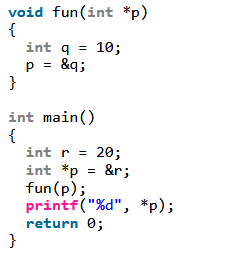 void fun(int *p)
{
  int q = 10;
  p = &q;
}

int main()
{
  int r = 20;
  int *p = &r;
  fun(p);
  printf("%d", *p);
  return 0;
}